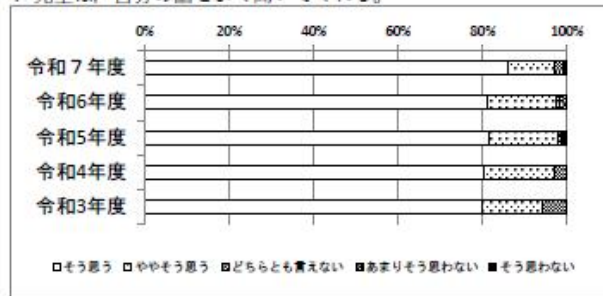 0% 20% 40% 60% 80% 100%
令和７年度
令和6年度
令和5年度
令和4年度
令和3年度
□そう思う □ややそう思う ▩どちらとも言えない ▩あまりそう思わない ■そう思わない